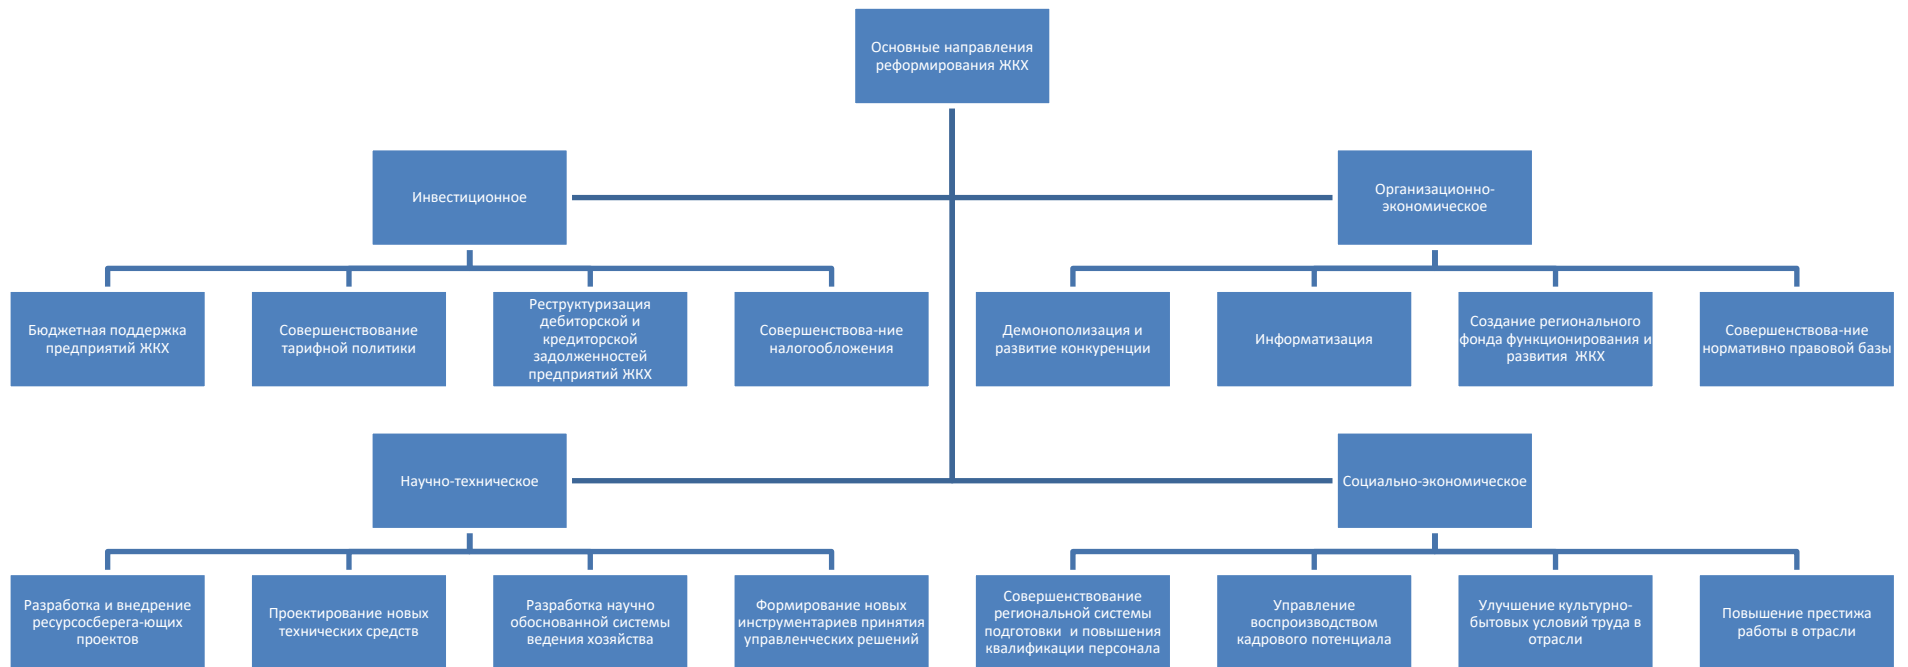 Основные направления
реформирования ЖКХ
Инвестиционное
Организационно-
экономическое
Бюджетная поддержка
предприятий ЖКХ
Совершенствование
тарифной политики
Реструктуризация
дебиторской и
кредиторской
задолженностей
предприятий ЖКХ
Совершенствова-ние
налогообложения
Демонополизация и
развитие конкуренции
Информатизация
Создание регионального
фонда функционирования и
развития  ЖКХ
Совершенствова-ние
нормативно правовой базы
Научно-техническое
Социально-экономическое
Разработка и внедрение
ресурсосберега-ющих
проектов
Проектирование новых
технических средств
Разработка научно
обоснованной системы
ведения хозяйства
Формирование новых
инструментариев принятия
управленческих решений
Совершенствование
региональной системы
подготовки  и повышения
квалификации персонала
Управление
воспроизводством
кадрового потенциала
Улучшение культурно-
бытовых условий труда в
отрасли
Повышение престижа
работы в отрасли